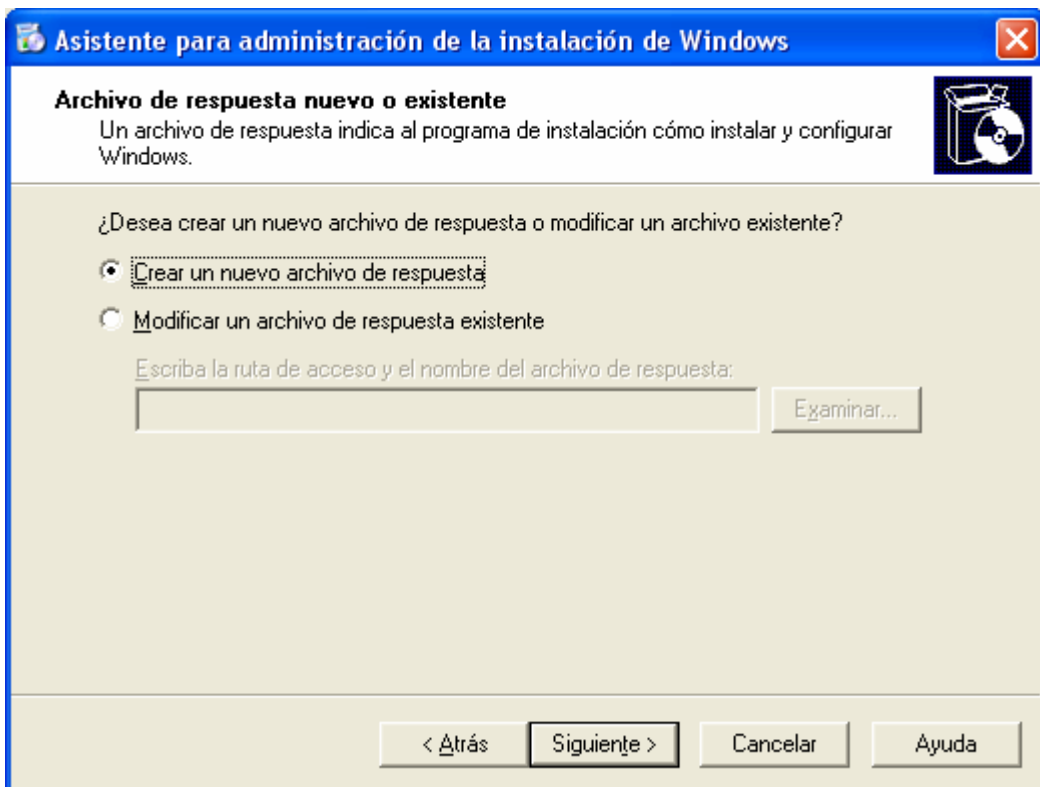 Asistente para administración de la instalación de Windows
Archivo de respuesta nuevo o existente
Un archivo de respuesta indica al programa de instalación cómo instalar y configurar
Windows.
¿Desea crear un nuevo archivo de respuesta o modificar un archivo existente?
Crear un nuevo archivo de respuesta
Modificar un archivo de respuesta existente
Escriba la ruta de acceso y el nombre del archivo de respuesta:
Examinar...
< Atrás Siguiente > Cancelar Ayuda